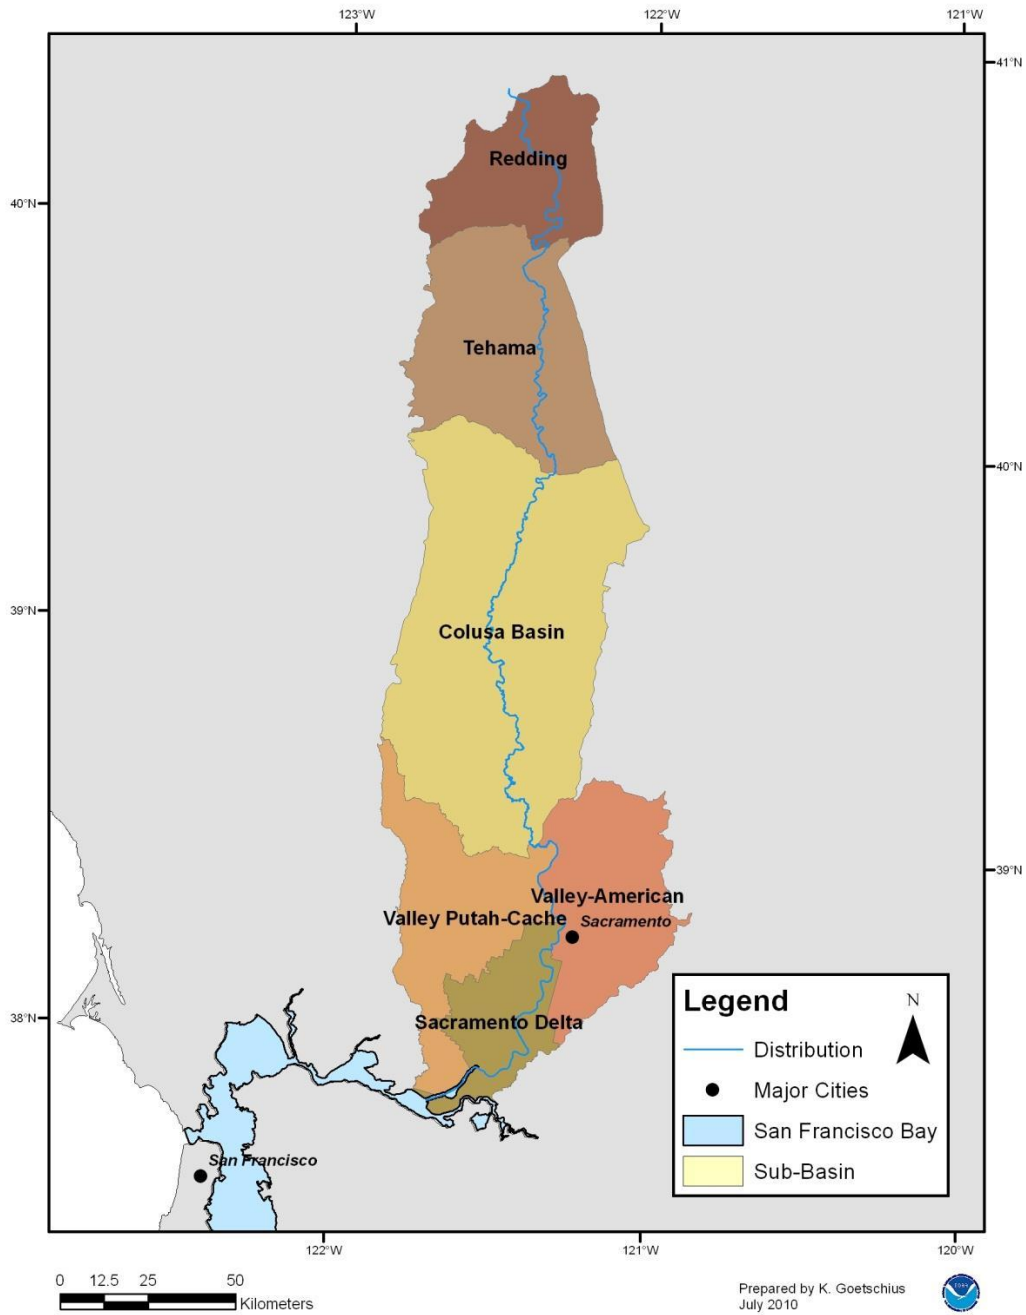 123°W
122°W
121°W
41°N
40°N
Redding
Tehama
40°N
39°N
Colusa Basin
39°N
Valley-American
Valley Putah-Cache
Sacramento
38°N
Sacramento Delta
San Francisco
Legend
N
Distribution
Major Cities
San Francisco Bay
Sub-Basin
122°W
121°W
120°W
0 12.5 25 50
Kilometers
Prepared by K. Goetschius
July 2010
NOAA